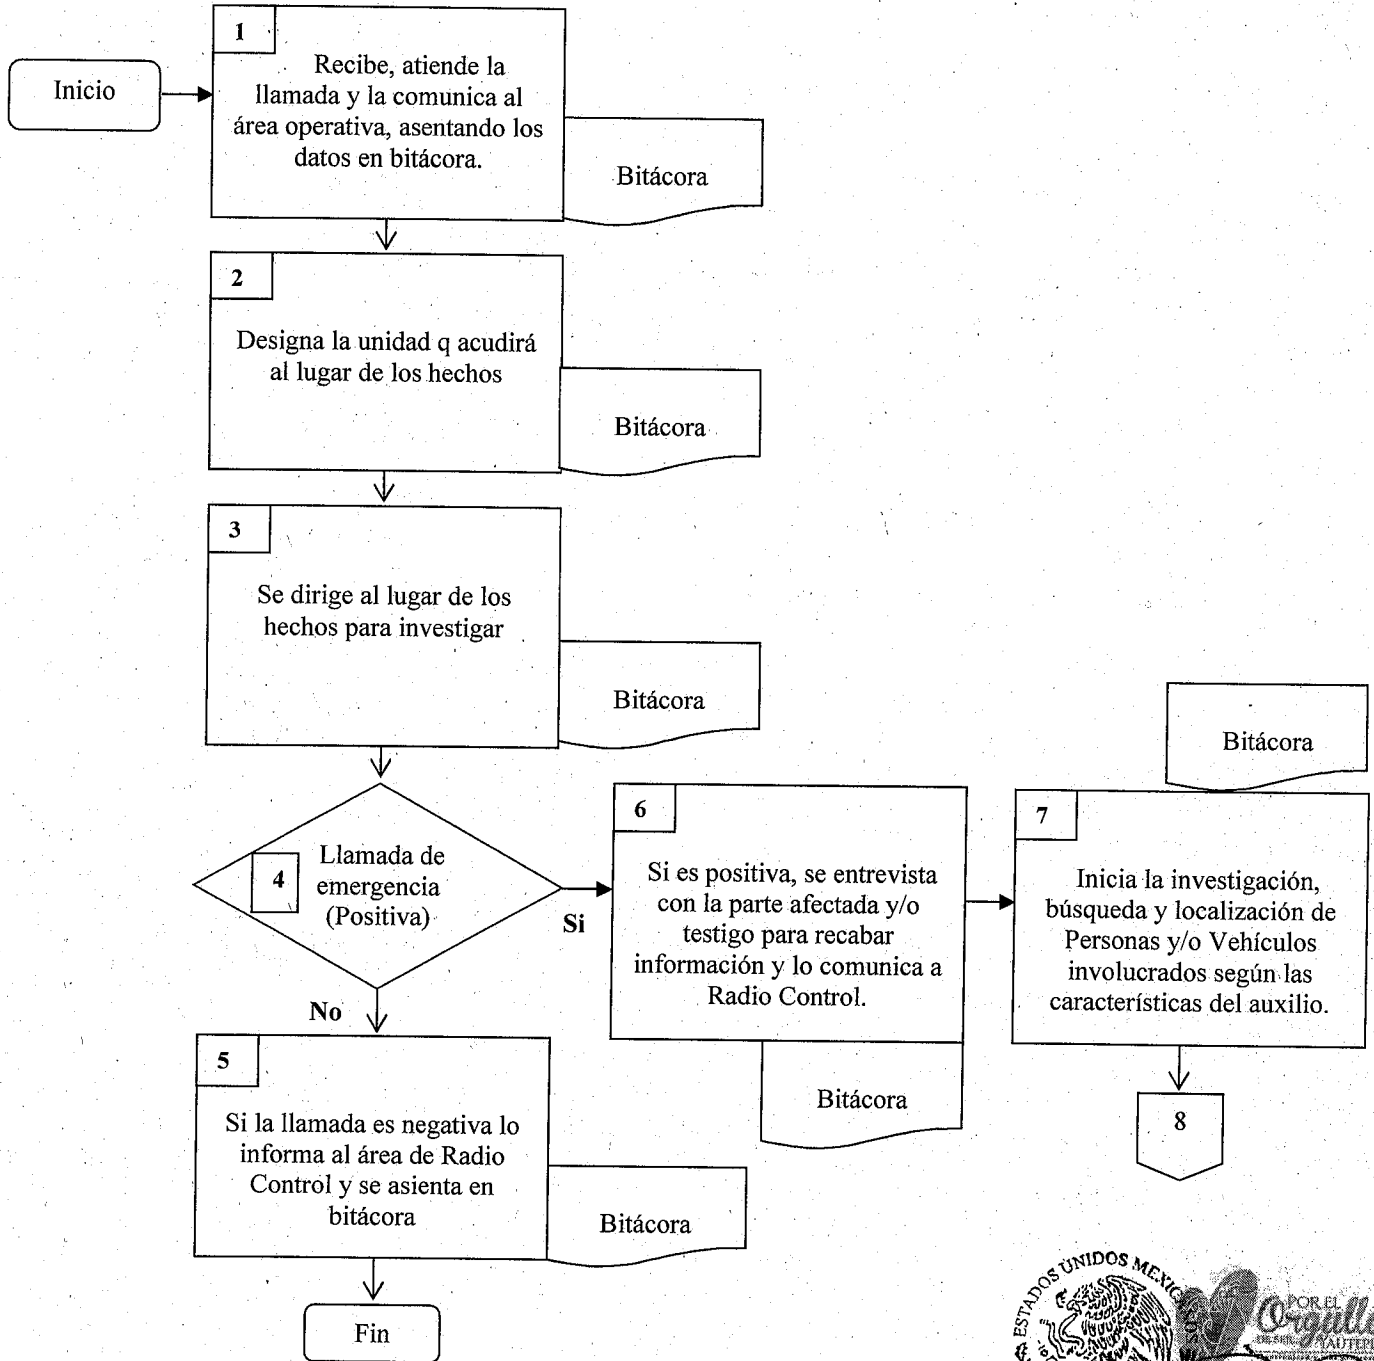 Inicio
1
Recibe, atiende la
llamada y la comunica al
área operativa, asentando los
datos en bitácora.
Bitácora
2
Designa la unidad q acudirá
al lugar de los hechos
Bitácora
3
Se dirige al lugar de los
hechos para investigar
Bitácora
4
Llamada de
emergencia
(Positiva)
Si
No
5
Si la llamada es negativa lo
informa al área de Radio
Control y se asienta en
bitácora
Bitácora
Fin
6
Si es positiva, se entrevista
con la parte afectada y/o
testigo para recabar
información y lo comunica a
Radio Control.
Bitácora
Bitácora
7
Inicia la investigación,
búsqueda y localización de
Personas y/o Vehículos
involucrados según las
características del auxilio.
8
ESTADOS UNIDOS
POR EL